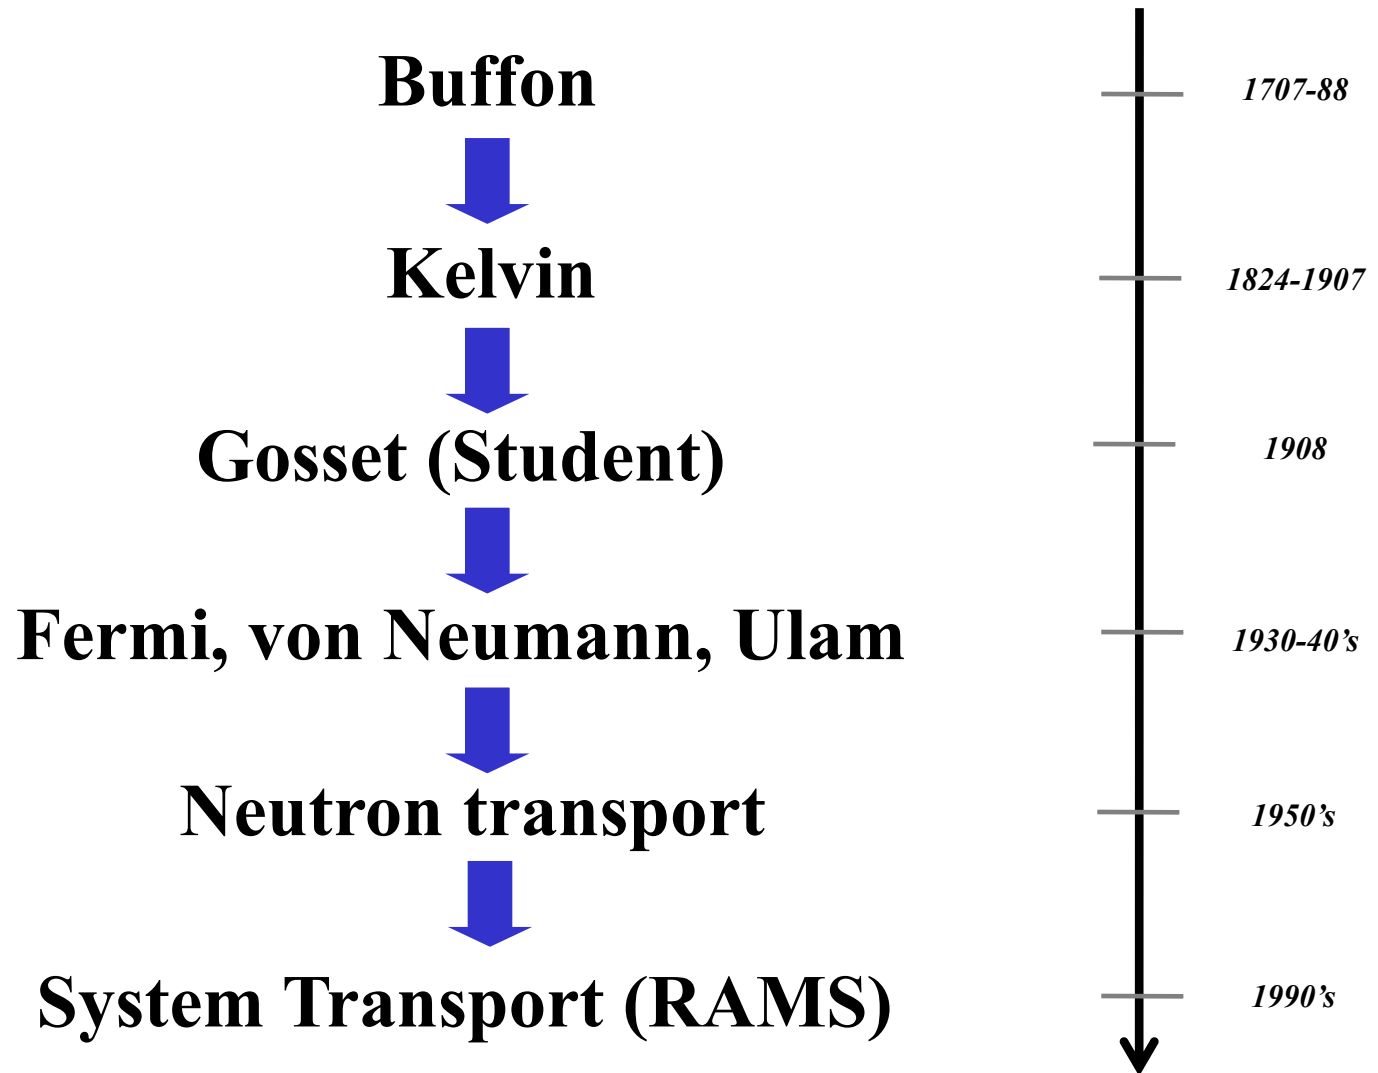 Buffon
1707-88
Kelvin
1824-1907
Gosset (Student)
1908
Fermi, von Neumann, Ulam
1930-40’s
Neutron transport
1950’s
System Transport (RAMS)
1990’s